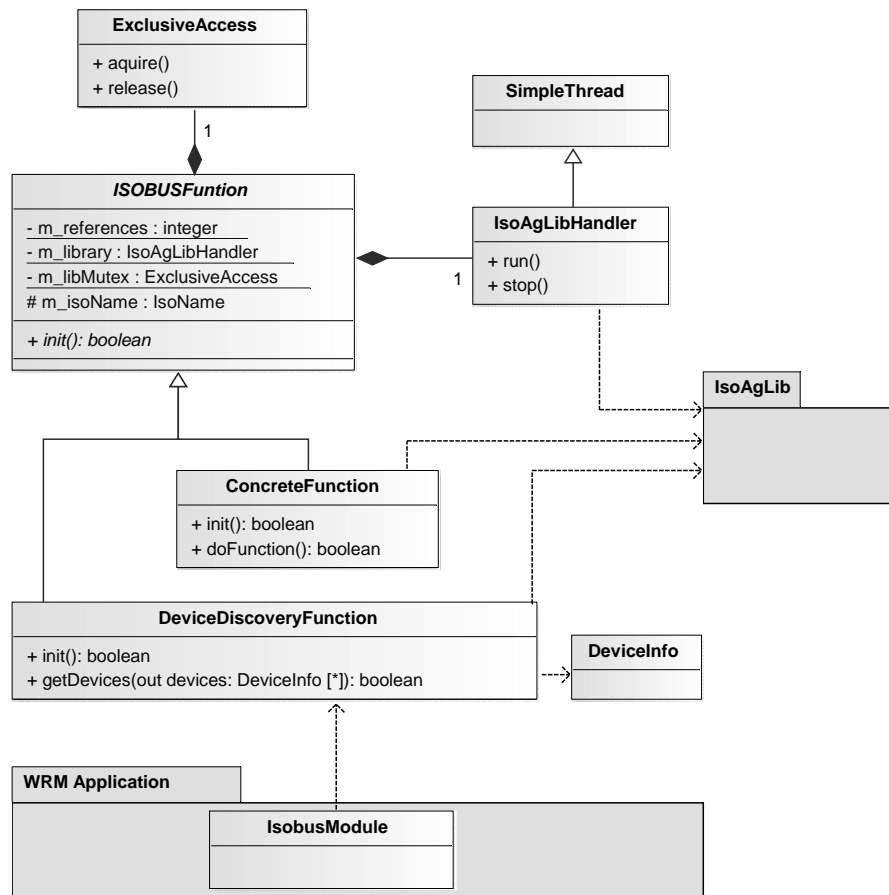 ExclusiveAccess
+ aquire()
+ release()
1
SimpleThread
ISOBUSFuntion
- m_references : integer
- m_library : IsoAgLibHandler
- m_libMutex : ExclusiveAccess
# m_isoName : IsoName
+ init(): boolean
IsoAgLibHandler
+ run()
+ stop()
1
IsoAgLib
ConcreteFunction
+ init(): boolean
+ doFunction(): boolean
DeviceDiscoveryFunction
+ init(): boolean
+ getDevices(out devices: DeviceInfo [*]): boolean
DeviceInfo
WRM Application
IsobusModule